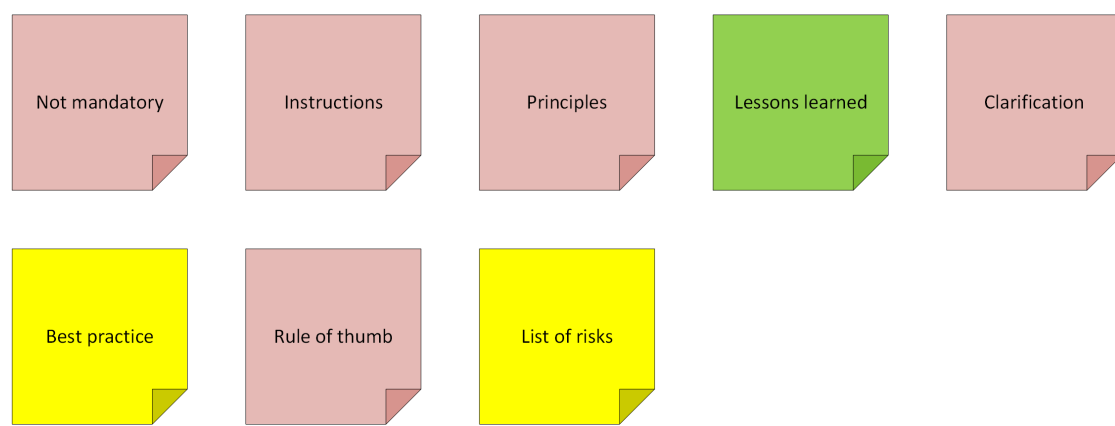 Not mandatory
Instructions
Principles
Lessons learned
Clarification
Best practice
Rule of thumb
List of risks